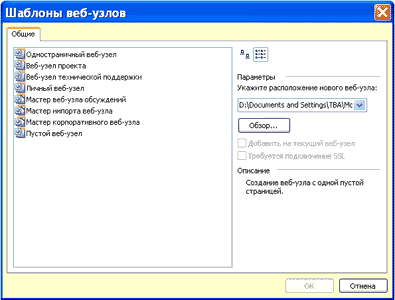 Шаблоны веб-узлов
Общие
Одностраничный веб-узел
Веб-узел проекта
Веб-узел технической поддержки
Личный веб-узел
Мастер веб-узла обсуждений
Мастер импорта веб-узла
Мастер корпоративного веб-узла
Пустой веб-узел
Параметры
Укажите расположение нового веб-узла:
D:\Documents and Settings\TBA\Мо
Обзор...
Добавить на текущий веб-узел
Требуется подключение SSL
Описание
Создание веб-узла с одной пустой
страницей.
ОК
Отмена